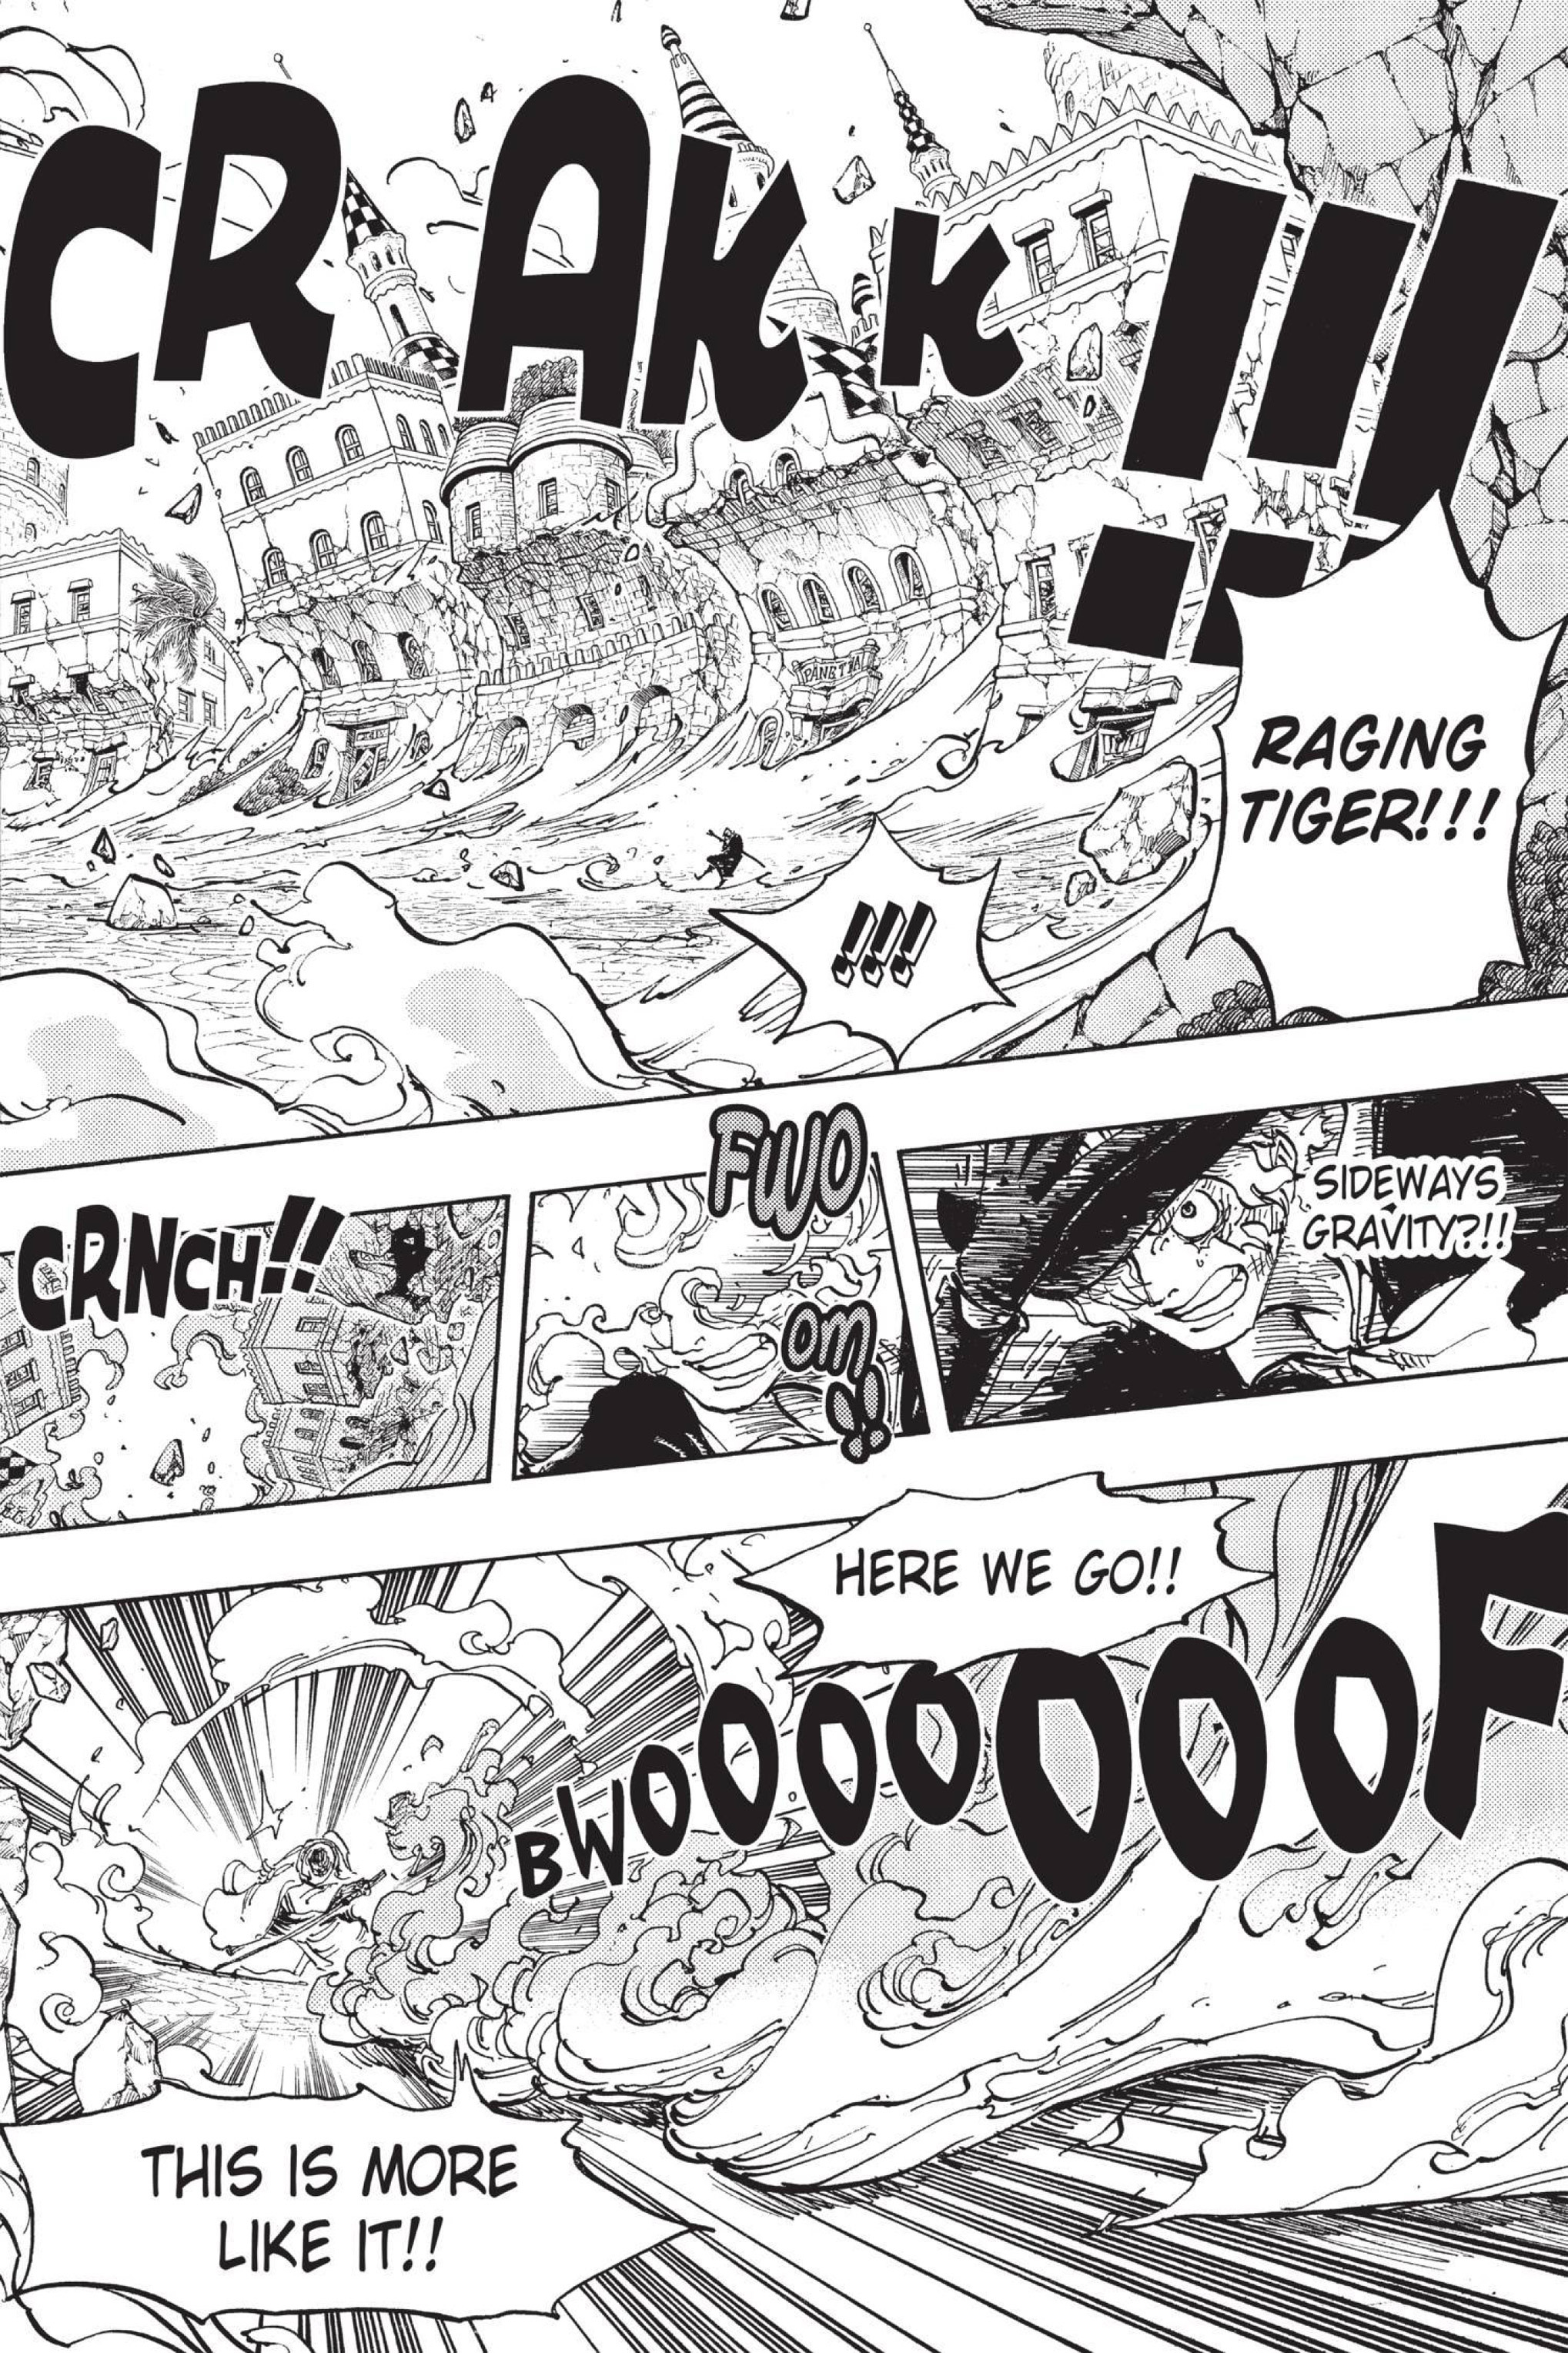 CRAKK!!!
RAGING
TIGER!!!
!!!
SIDEWAYS
GRAVITY?!!
FWO
OM!!
CRNCH!!
HERE WE GO!!
BWOOOOOOOF
THIS IS MORE
LIKE IT!!